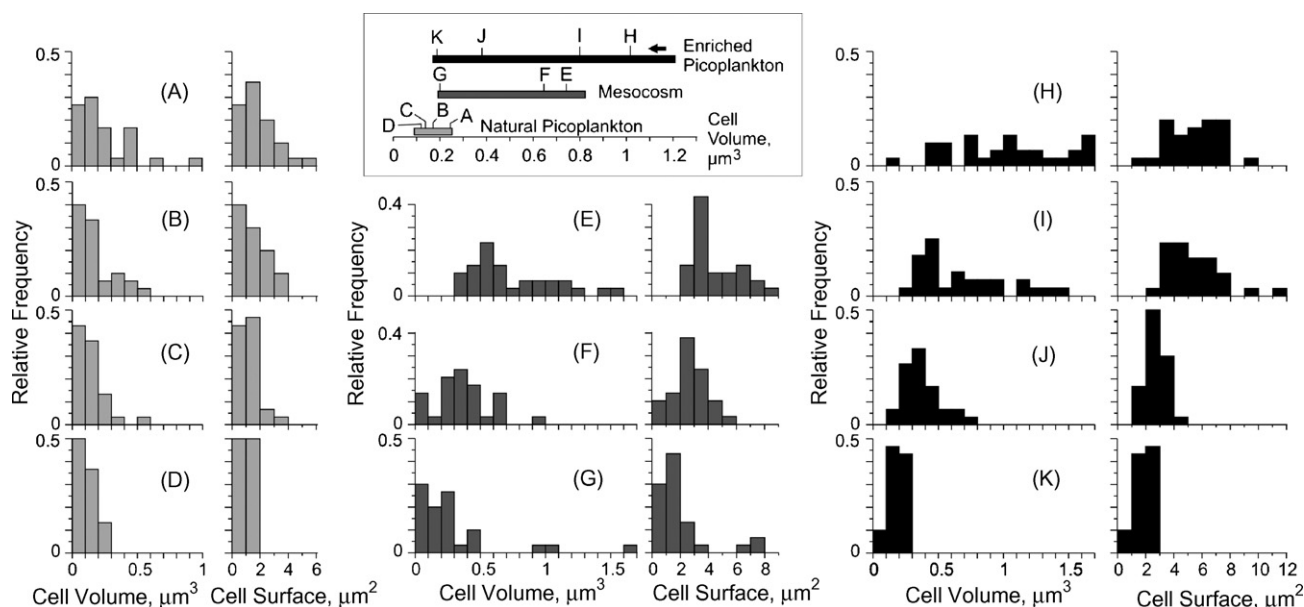 0.5
(A)
0
0.5
(B)
0
0.5
(C)
0
0.5
(D)
0
Relative Frequency
0 0.5 1
Cell Volume, µm³
0 2 4 6
Cell Surface, µm²
K J I H
Enriched
Picoplankton
G F E
Mesocosm
D C B A
Natural Picoplankton
Cell
Volume,
µm³
0 0.2 0.4 0.6 0.8 1 1.2
0.4
(E)
0
0.4
(F)
0
0.5
(G)
0
Relative Frequency
0 0.5 1 1.5
Cell Volume, µm³
0 2 4 6 8
Cell Surface, µm²
0.5
(H)
0
0.5
(I)
0
0.5
(J)
0
0.5
(K)
0
Relative Frequency
0 0.5 1 1.5
Cell Volume, µm³
0 2 4 6 8 10 12
Cell Surface, µm²